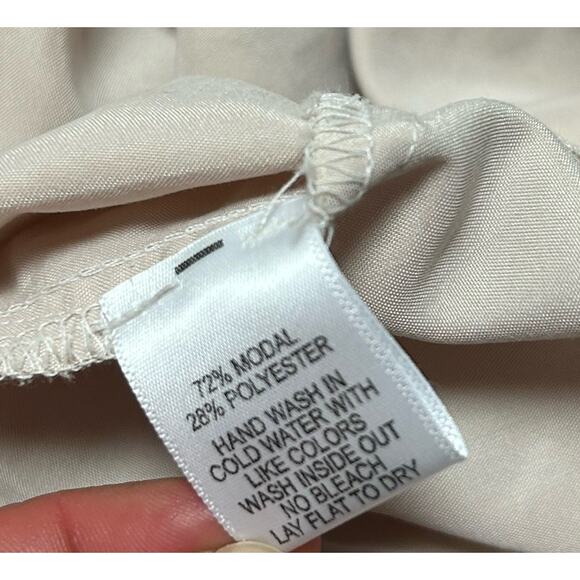 72% MODAL
28% POLYESTER
HAND WASH IN
COLD WATER WITH
LIKE COLORS
WASH INSIDE OUT
NO BLEACH
LAY FLAT TO DRY